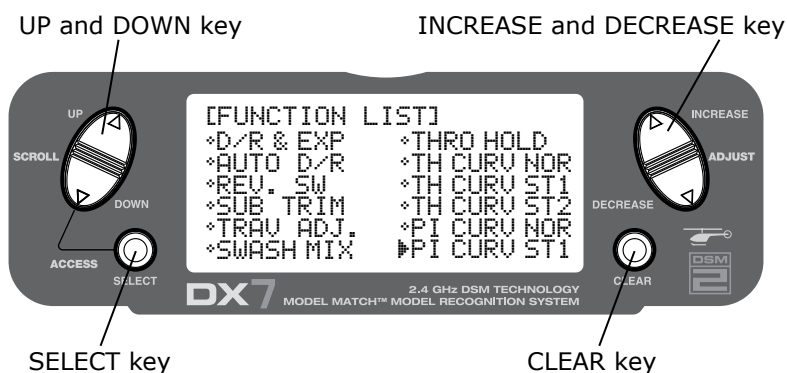 UP and DOWN key
INCREASE and DECREASE key
UP
SCROLL
DOWN
ACCESS
SELECT
[FUNCTION LIST]
D/R & EXP
AUTO D/R
REV. SW
SUB TRIM
TRAV ADJ.
SWASH MIX
THRO HOLD
TH CURV NOR
TH CURV ST1
TH CURV ST2
PI CURV NOR
PI CURV ST1
INCREASE
ADJUST
DECREASE
CLEAR
DSM
2
DX7
2.4 GHz DSM TECHNOLOGY
MODEL MATCH™ MODEL RECOGNITION SYSTEM
SELECT key
CLEAR key